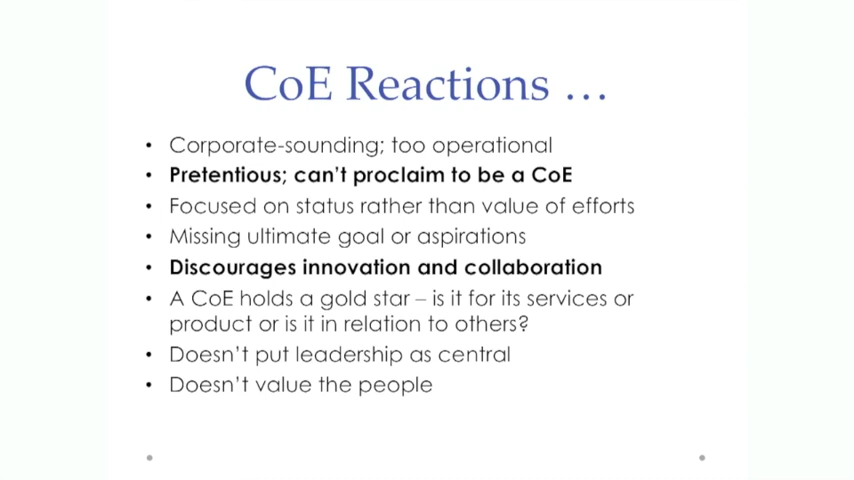 CoE Reactions …
• Corporate-sounding; too operational
• Pretentious; can't proclaim to be a CoE
• Focused on status rather than value of efforts
• Missing ultimate goal or aspirations
• Discourages innovation and collaboration
• A CoE holds a gold star – is it for its services or
product or is it in relation to others?
• Doesn't put leadership as central
• Doesn't value the people